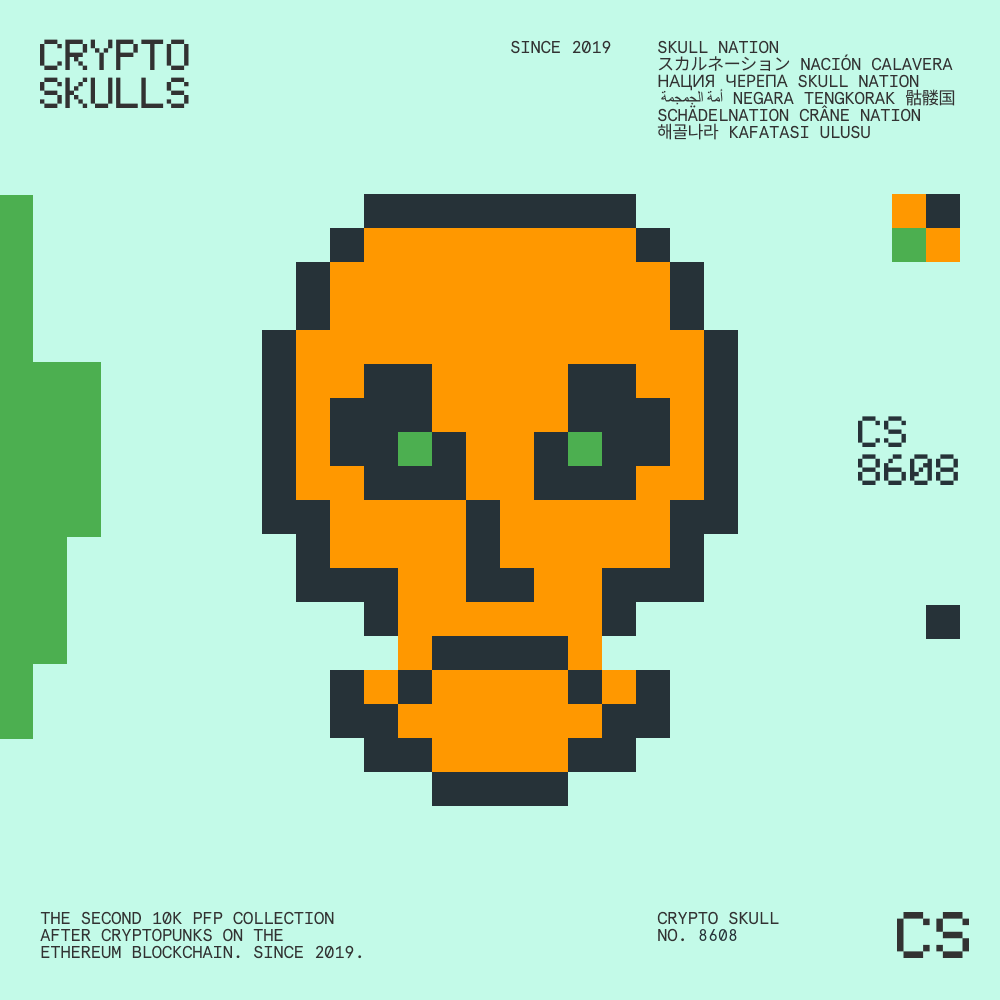 CRYPTO
SKULLS
SINCE 2019
SKULL NATION
スカルネーション NACIÓN CALAVERA
НАЦИЯ ЧЕРЕПА SKULL NATION
أمة الجمجمة NEGARA TENGKORAK 骷髅国
SCHÄDELNATION CRÂNE NATION
해골나라 KAFATASI ULUSU
CS
8608
THE SECOND 10K PFP COLLECTION
AFTER CRYPTOPUNKS ON THE
ETHEREUM BLOCKCHAIN. SINCE 2019.
CRYPTO SKULL
NO. 8608
CS